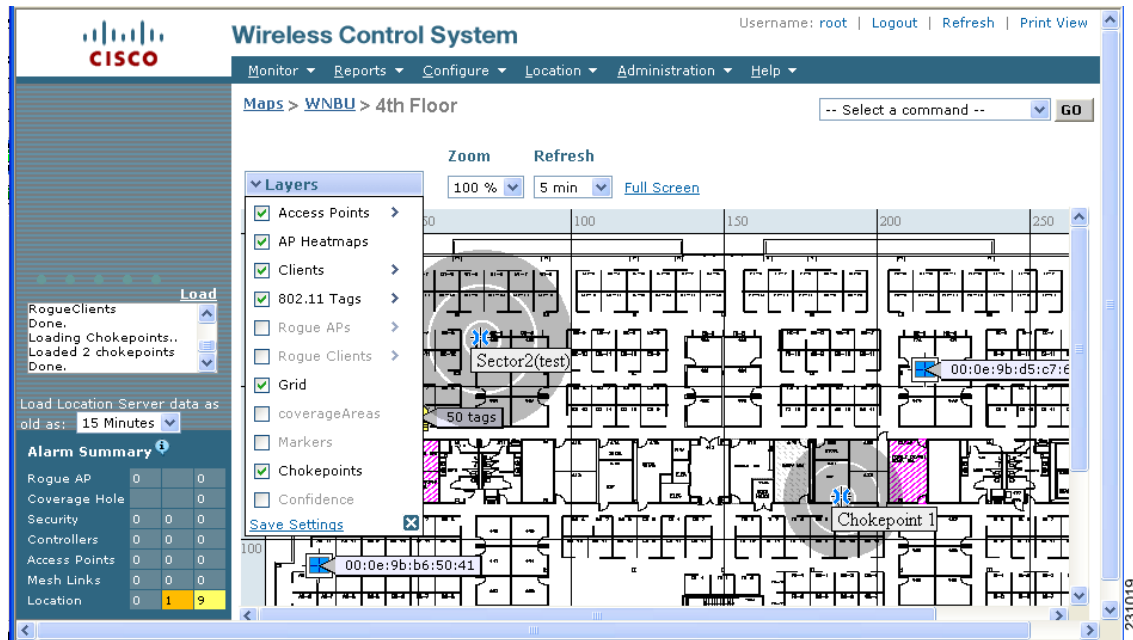 Username: root | Logout | Refresh | Print View
CISCO
Wireless Control System
Monitor Reports Configure Location Administration Help
Maps > WNBU > 4th Floor
-- Select a command -- GO
Zoom Refresh
100 % 5 min Full Screen
Layers
Access Points
AP Heatmaps
Clients
802.11 Tags
Rogue APs
Rogue Clients
Grid
coverageAreas
Markers
Chokepoints
Confidence
Save Settings
50 100 150 200 250
100
Sector2(test)
50 tags
00:0e:9b:d5:c7:6
Chokepoint 1
00:0e:9b:b6:50:41
Load
RogueClients
Done.
Loading Chokepoints..
Loaded 2 chokepoints
Done.
Load Location Server data as
old as: 15 Minutes
Alarm Summary
Rogue AP 0 0
Coverage Hole 0
Security 0 0 0
Controllers 0 0 0
Access Points 0 0 0
Mesh Links 0 0 0
Location 0 1 9
231019